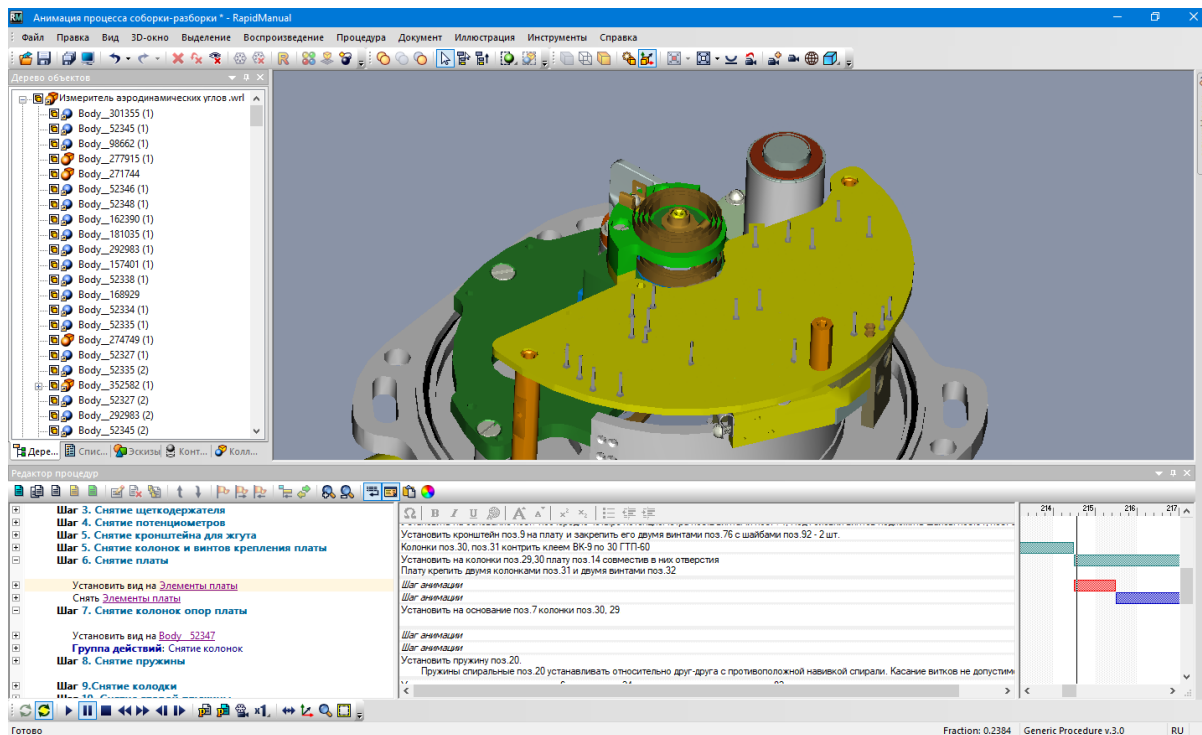 Анимация процесса соборки-разборки * - RapidManual
Файл Правка Вид 3D-окно Выделение Воспроизведение Процедура Документ Иллюстрация Инструменты Справка
Дерево объектов
Измеритель аэродинамических углов .wrl
Body__301355 (1)
Body__52345 (1)
Body__98662 (1)
Body__277915 (1)
Body__271744
Body__52346 (1)
Body__52348 (1)
Body__162390 (1)
Body__181035 (1)
Body__292983 (1)
Body__157401 (1)
Body__52338 (1)
Body__168929
Body__52334 (1)
Body__52335 (1)
Body__274749 (1)
Body__52327 (1)
Body__52335 (2)
Body__352582 (1)
Body__52327 (2)
Body__292983 (2)
Body__52345 (2)
Дере... Спис... Эскизы Конт... Колл...
Редактор процедур
Шаг 3. Снятие щеткодержателя
Шаг 4. Снятие потенциометров
Шаг 5. Снятие кронштейна для жгута
Шаг 5. Снятие колонок и винтов крепления платы
Шаг 6. Снятие платы
Установить вид на Элементы платы
Снять Элементы платы
Шаг 7. Снятие колонок опор платы
Установить вид на Body__52347
Группа действий: Снятие колонок
Шаг 8. Снятие пружины
Шаг 9.Снятие колодки
Установить кронштейн поз.9 на плату и закрепить его двумя винтами поз.76 с шайбами поз.92 - 2 шт.
Колонки поз.30, поз.31 контрить клеем ВК-9 по 30 ГТП-60
Установить на колонки поз.29,30 плату поз.14 совместив в них отверстия
Плату крепить двумя колонками поз.31 и двумя винтами поз.32
Шаг анимации
Шаг анимации
Установить на основание поз.7 колонки поз.30, 29
Шаг анимации
Шаг анимации
Установить пружину поз.20.
Пружины спиральные поз.20 устанавливать относительно друг-друга с противоположной навивкой спирали. Касание витков не допустим
214 215 216 217
Готово
Fraction: 0.2384 Generic Procedure v.3.0 RU